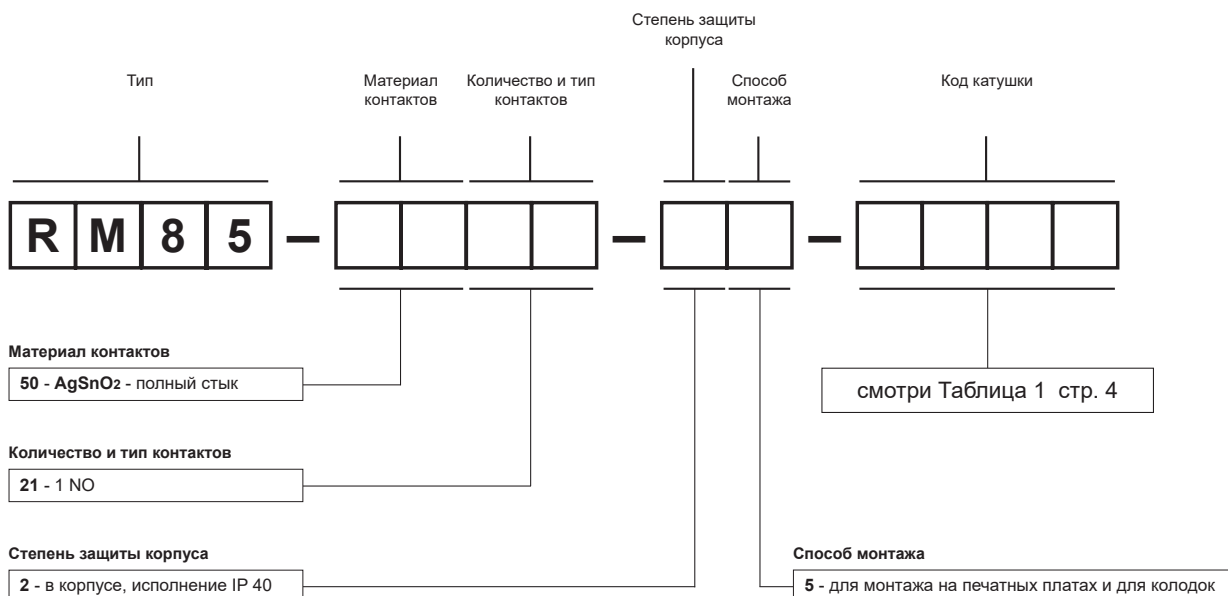 Степень защиты
корпуса
Тип
Материал
контактов
Количество и тип
контактов
Способ
монтажа
Код катушки
RM85 – – –
Материал контактов
50 - AgSnO2 - полный стык
смотри Таблица 1 стр. 4
Количество и тип контактов
21 - 1 NO
Степень защиты корпуса
2 - в корпусе, исполнение IP 40
Способ монтажа
5 - для монтажа на печатных платах и для колодок